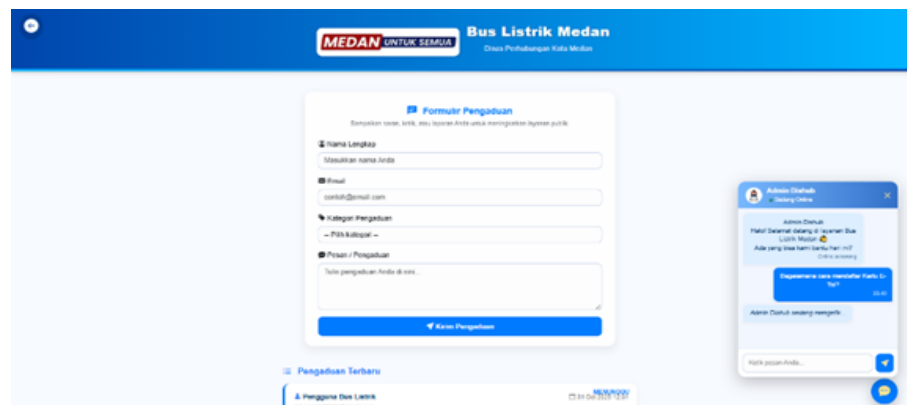 MEDAN UNTUK SEMUA
Bus Listrik Medan
Dinas Perhubungan Kota Medan
Formulir Pengaduan
Sampaikan saran, kritik, atau laporan Anda untuk meningkatkan layanan publik.
Nama Lengkap
Masukkan nama Anda
Email
contoh@email.com
Kategori Pengaduan
-- Pilih kategori --
Pesan / Pengaduan
Tulis pengaduan Anda di sini...
Kirim Pengaduan
Pengaduan Terbaru
Pengguna Bus Listrik
MENUNGGU
Admin Dishub
Sedang Online
Admin Dishub
Halo! Selamat datang di layanan Bus
Listrik Medan
Ada yang bisa kami bantu hari ini?
Online sekarang
Bagaimana cara mendaftar Kartu E-
Tol?
Admin Dishub sedang mengetik...
Ketik pesan Anda...